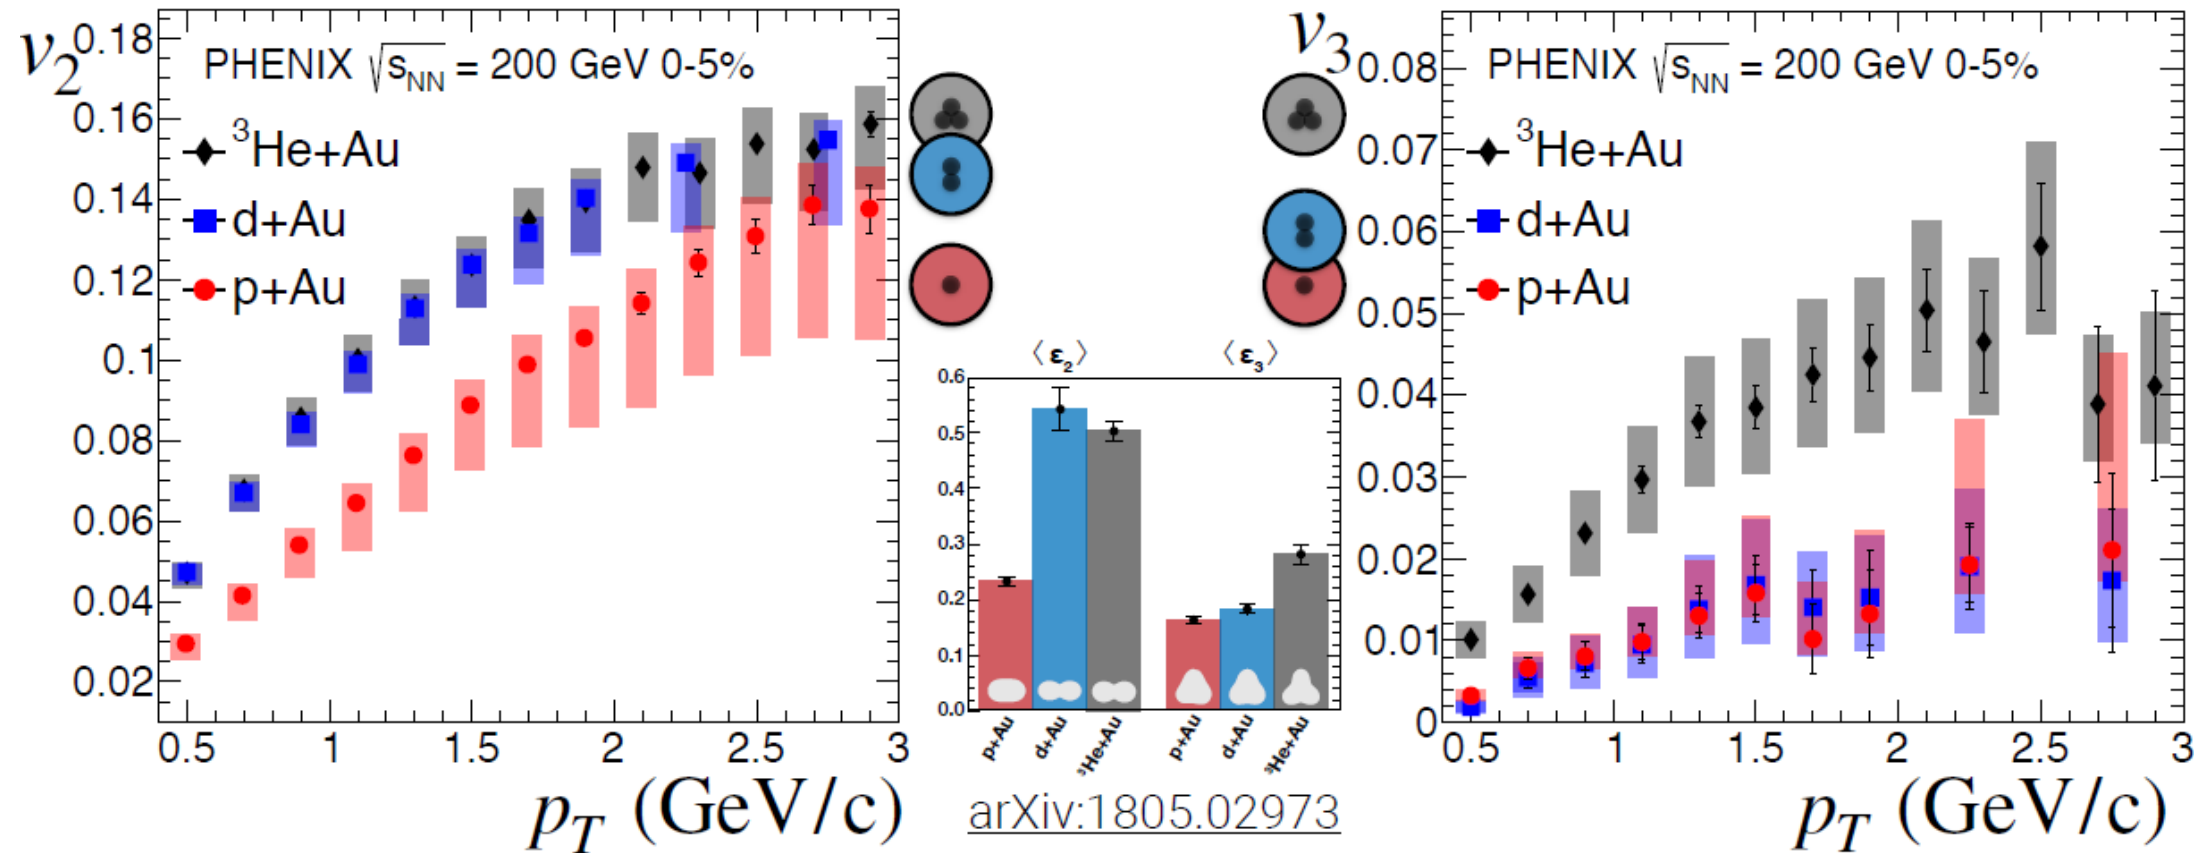 v2
PHENIX √sNN = 200 GeV 0-5%
3He+Au
d+Au
p+Au
0.18
0.16
0.14
0.12
0.1
0.08
0.06
0.04
0.02
0.5 1 1.5 2 2.5 3
pT (GeV/c)
⟨ε2⟩ ⟨ε3⟩
0.6
0.5
0.4
0.3
0.2
0.1
0.0
p+Au d+Au 3He+Au p+Au d+Au 3He+Au
arXiv:1805.02973
v3
PHENIX √sNN = 200 GeV 0-5%
3He+Au
d+Au
p+Au
0.08
0.07
0.06
0.05
0.04
0.03
0.02
0.01
0
0.5 1 1.5 2 2.5 3
pT (GeV/c)